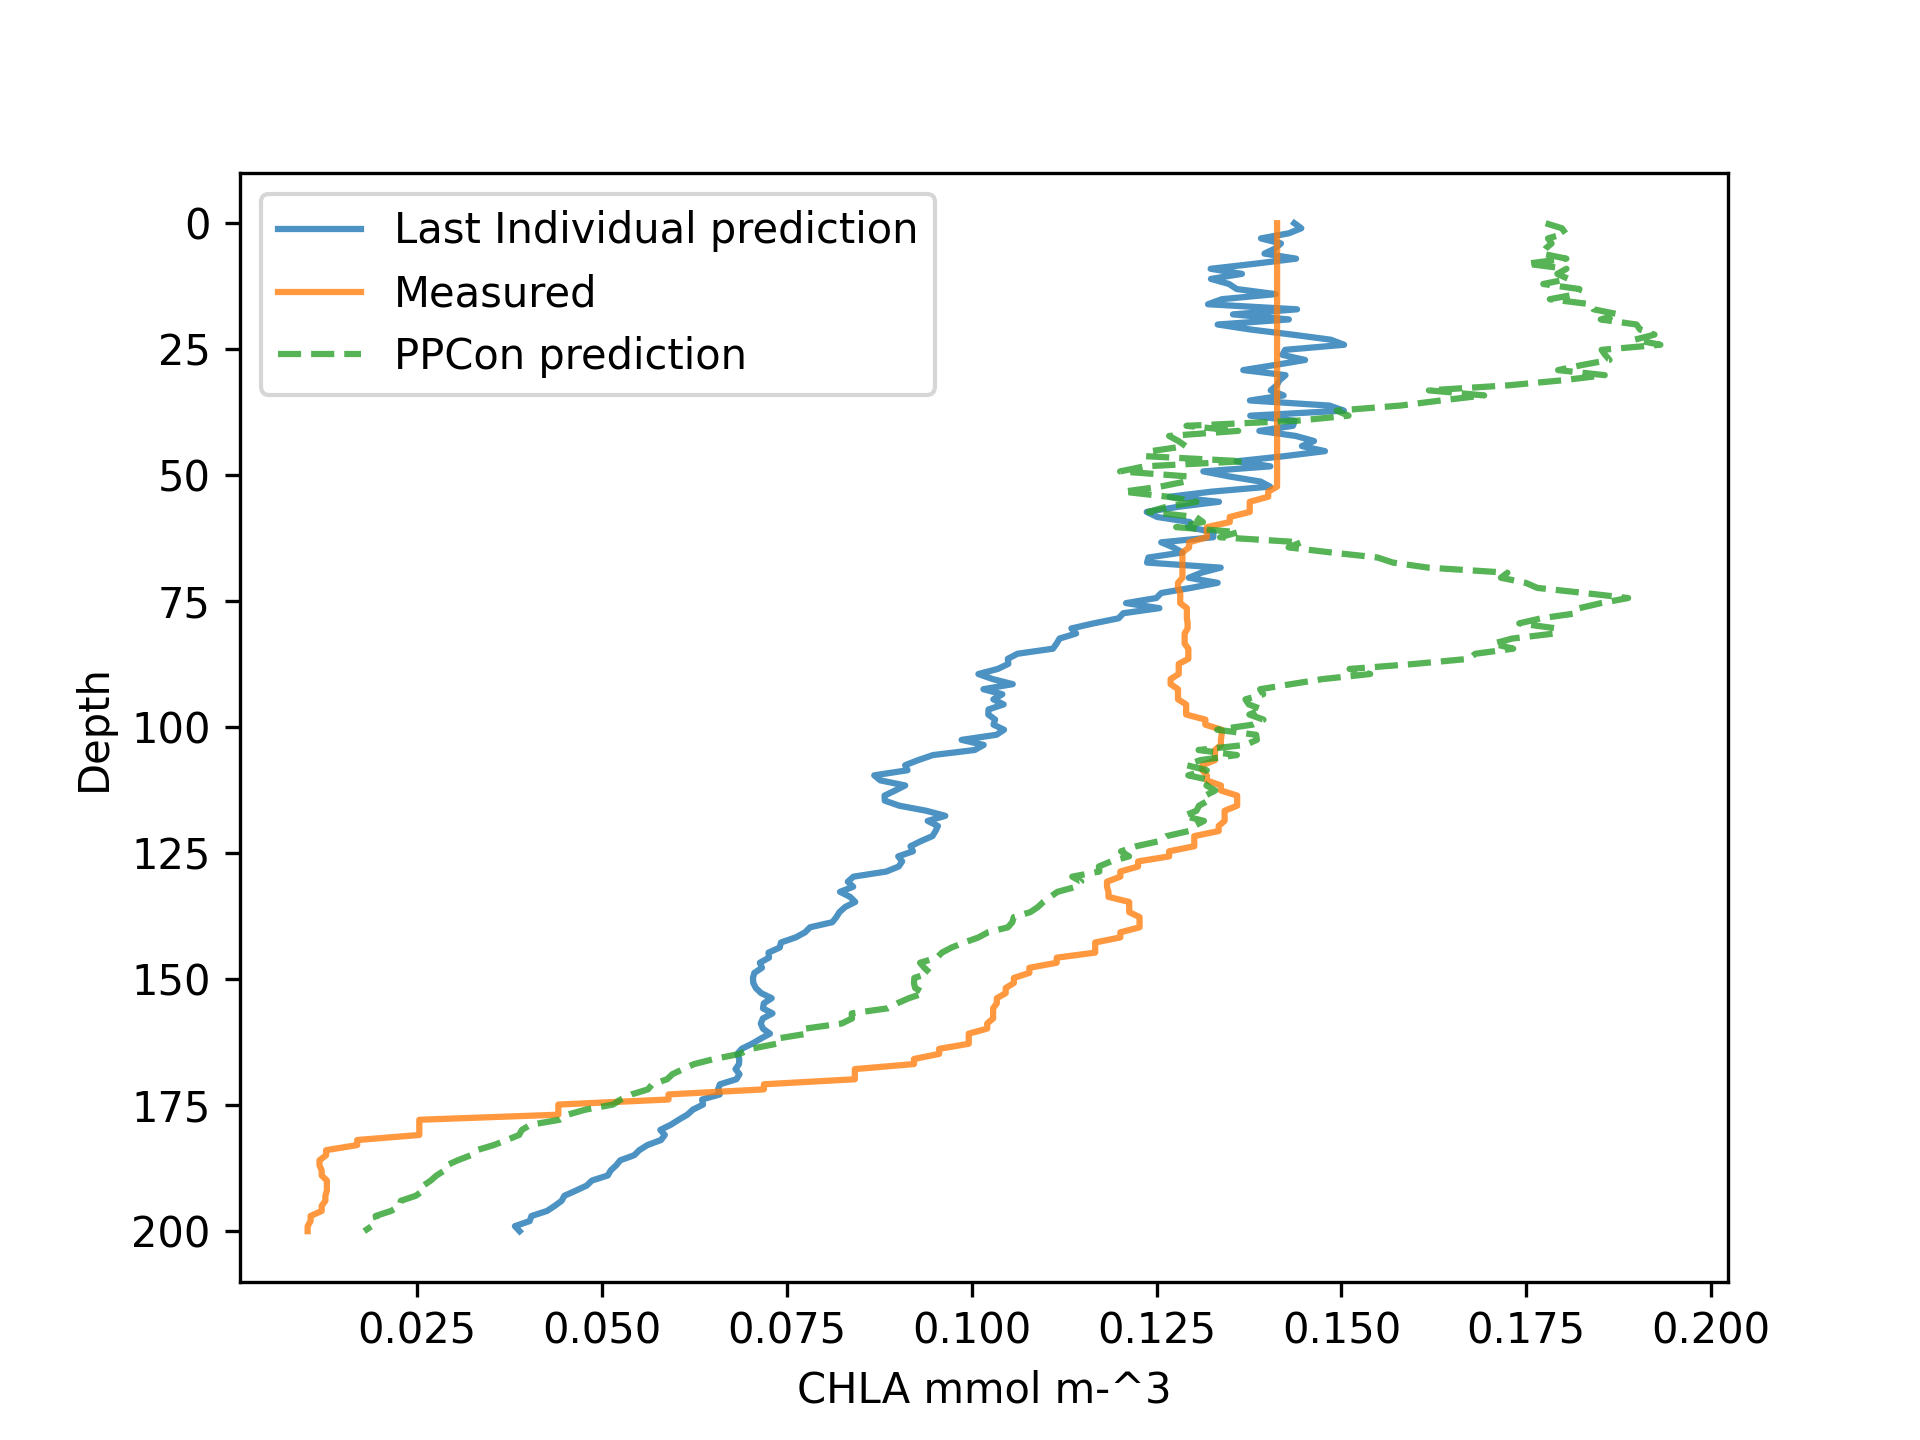 Last Individual prediction
Measured
PPCon prediction
0
25
50
75
100
125
150
175
200
Depth
0.025 0.050 0.075 0.100 0.125 0.150 0.175 0.200
CHLA mmol m-^3